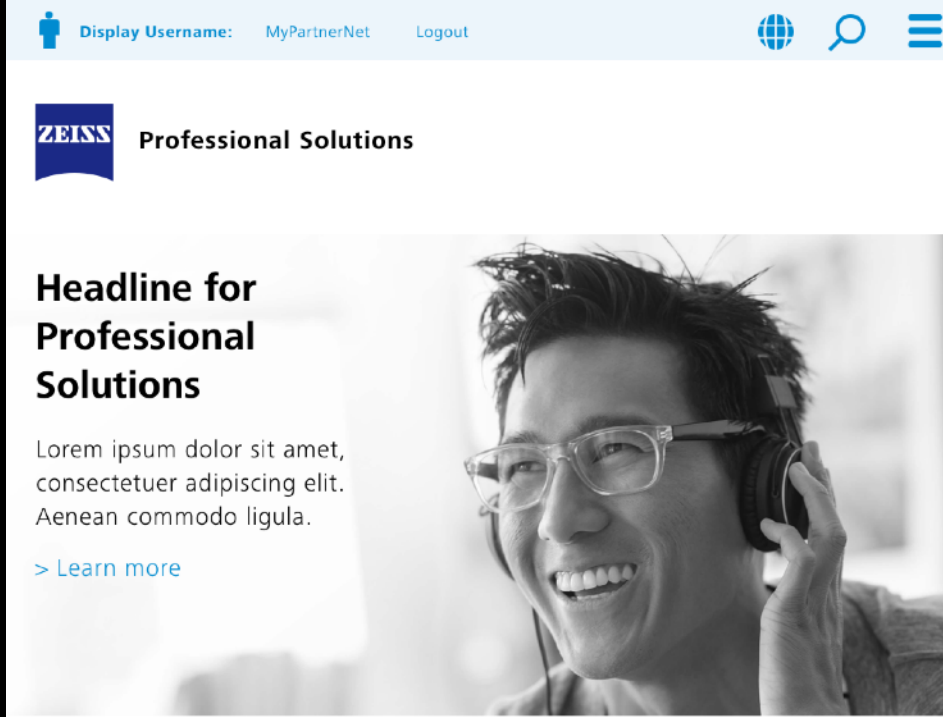 Display Username: MyPartnerNet Logout
ZEISS
Professional Solutions
Headline for
Professional
Solutions
Lorem ipsum dolor sit amet,
consectetuer adipiscing elit.
Aenean commodo ligula.
> Learn more